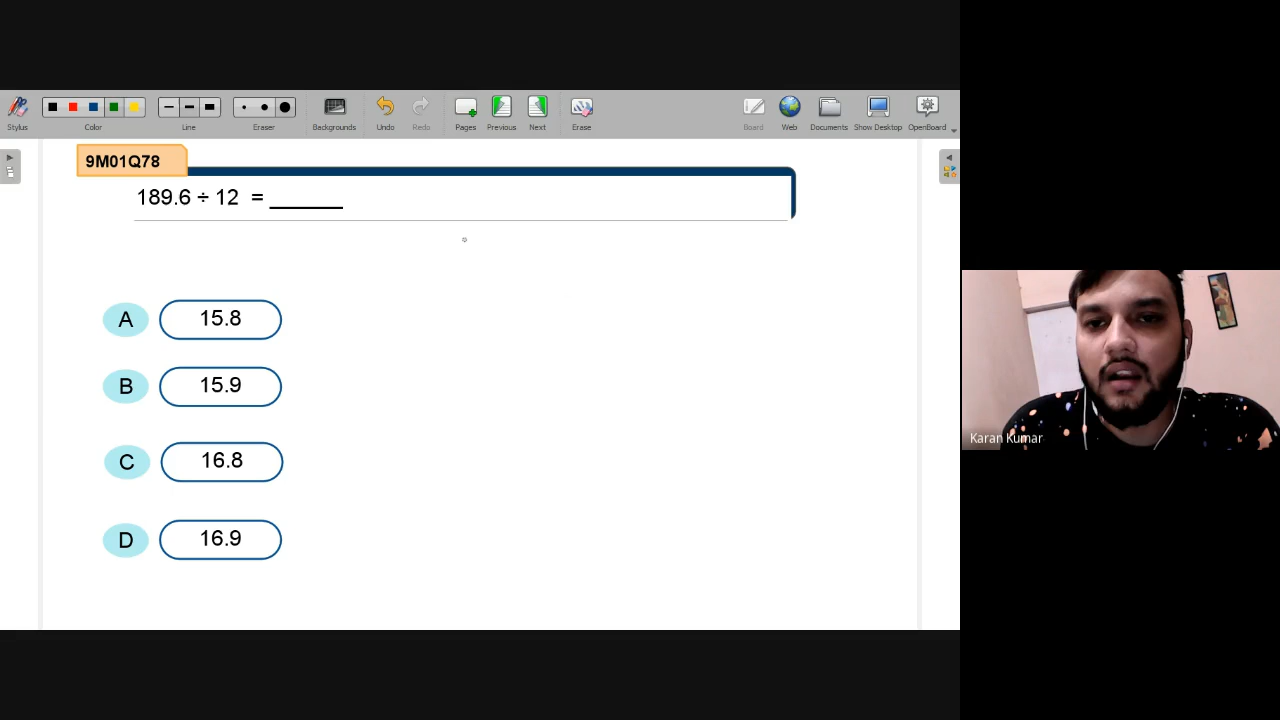 Stylus
Color
Line
Eraser
Backgrounds
Undo
Redo
Pages
Previous
Next
Erase
Board
Web
Documents
Show Desktop
OpenBoard
9M01Q78
189.6 ÷ 12 = ______
A 15.8
B 15.9
C 16.8
D 16.9
Karan Kumar